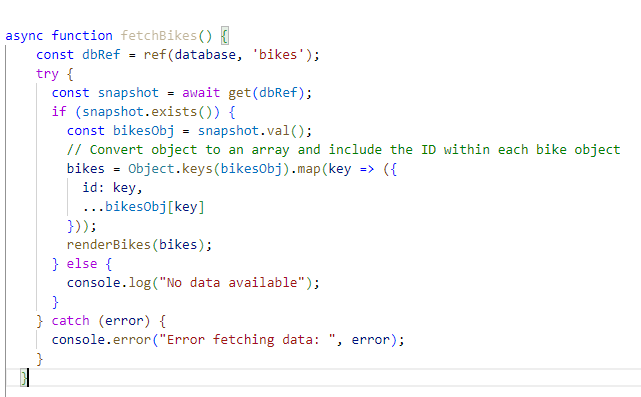 async function fetchBikes() {
    const dbRef = ref(database, 'bikes');
    try {
      const snapshot = await get(dbRef);
      if (snapshot.exists()) {
        const bikesObj = snapshot.val();
        // Convert object to an array and include the ID within each bike object
        bikes = Object.keys(bikesObj).map(key => ({
          id: key,
          ...bikesObj[key]
        }));
        renderBikes(bikes);
      } else {
        console.log("No data available");
      }
    } catch (error) {
      console.error("Error fetching data: ", error);
    }
  }